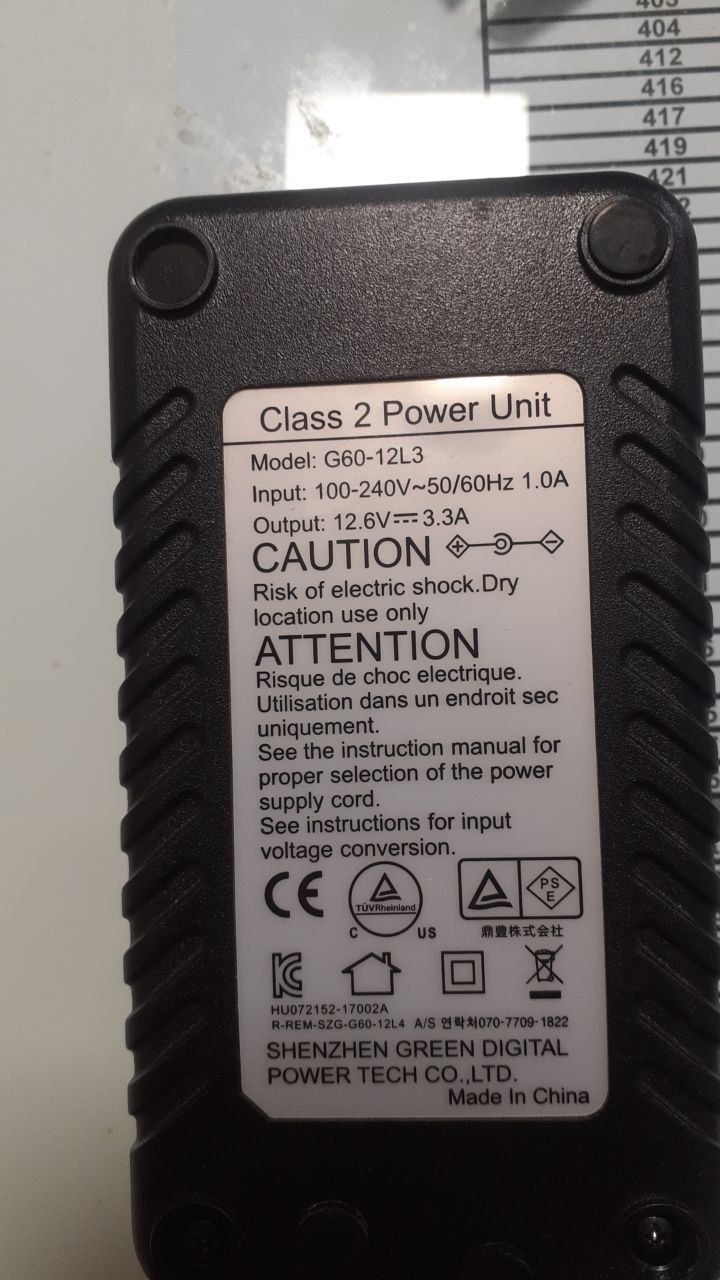 404
412
416
417
419
421
Class 2 Power Unit
Model: G60-12L3
Input: 100-240V~50/60Hz 1.0A
Output: 12.6V⎓3.3A
CAUTION
Risk of electric shock.Dry
location use only
ATTENTION
Risque de choc electrique.
Utilisation dans un endroit sec
uniquement.
See the instruction manual for
proper selection of the power
supply cord.
See instructions for input
voltage conversion.
CE
TÜVRheinland
C US
PS
E
鼎豊株式会社
HU072152-17002A
R-REM-SZG-G60-12L4 A/S 연락처070-7709-1822
SHENZHEN GREEN DIGITAL
POWER TECH CO.,LTD.
Made In China